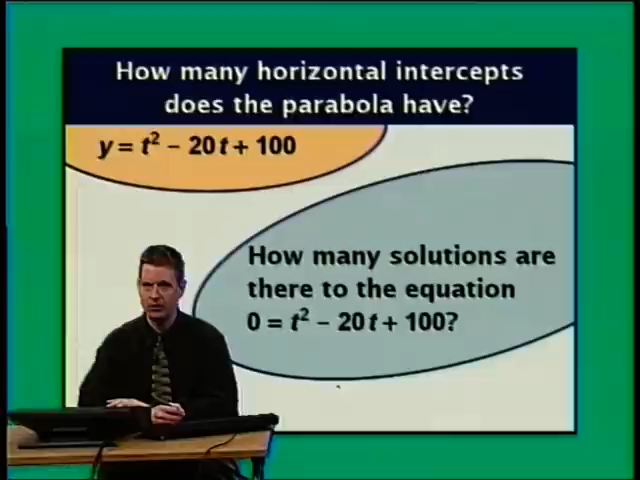 How many horizontal intercepts
does the parabola have?
y = t² – 20t + 100
How many solutions are
there to the equation
0 = t² – 20t + 100?